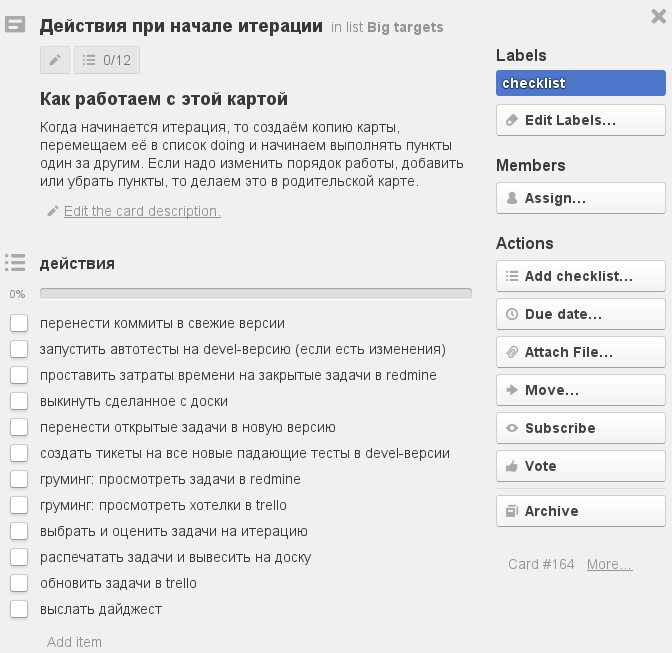 Действия при начале итерации in list Big targets
0/12
Как работаем с этой картой
Когда начинается итерация, то создаём копию карты,
перемещаем её в список doing и начинаем выполнять пункты
один за другим. Если надо изменить порядок работы, добавить
или убрать пункты, то делаем это в родительской карте.
Edit the card description.
действия
0%
перенести коммиты в свежие версии
запустить автотесты на devel-версию (если есть изменения)
проставить затраты времени на закрытые задачи в redmine
выкинуть сделанное с доски
перенести открытые задачи в новую версию
создать тикеты на все новые падающие тесты в devel-версии
груминг: просмотреть задачи в redmine
груминг: просмотреть хотелки в trello
выбрать и оценить задачи на итерацию
распечатать задачи и вывесить на доску
обновить задачи в trello
выслать дайджест
Add item
Labels
checklist
Edit Labels...
Members
Assign...
Actions
Add checklist...
Due date...
Attach File...
Move...
Subscribe
Vote
Archive
Card #164 More...